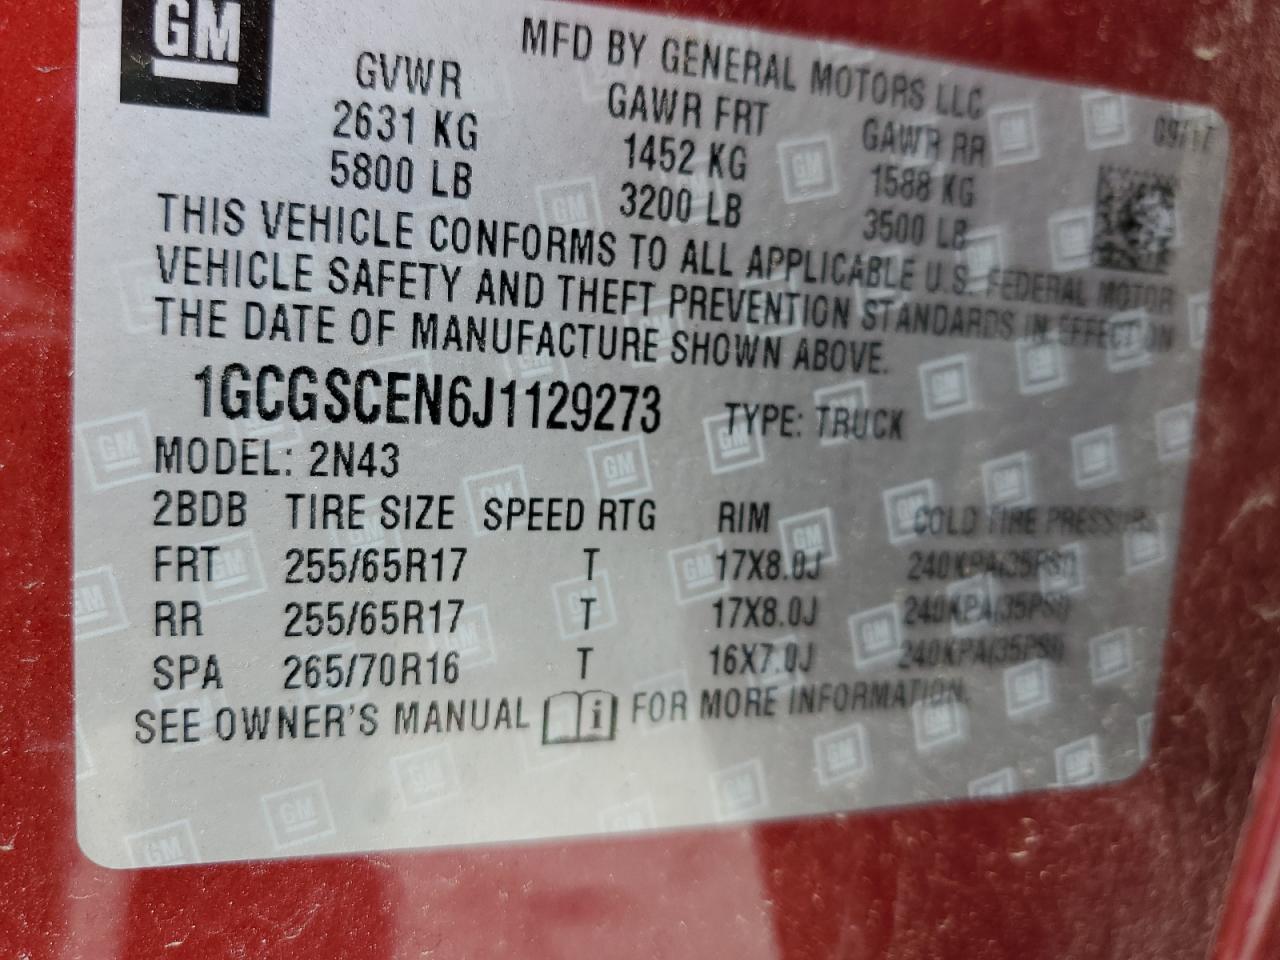 GM
MFD BY GENERAL MOTORS LLC
GVWR GAWR FRT GAWR RR 09/17
2631 KG 1452 KG 1588 KG
5800 LB 3200 LB 3500 LB
THIS VEHICLE CONFORMS TO ALL APPLICABLE U.S. FEDERAL MOTOR
VEHICLE SAFETY AND THEFT PREVENTION STANDARDS IN EFFECT ON
THE DATE OF MANUFACTURE SHOWN ABOVE.
1GCGSCEN6J1129273 TYPE: TRUCK
MODEL: 2N43
2BDB TIRE SIZE SPEED RTG RIM COLD TIRE PRESSURE
FRT 255/65R17 T 17X8.0J 240KPA(35PSI)
RR 255/65R17 T 17X8.0J 240KPA(35PSI)
SPA 265/70R16 T 16X7.0J 240KPA(35PSI)
SEE OWNER'S MANUAL i FOR MORE INFORMATION.